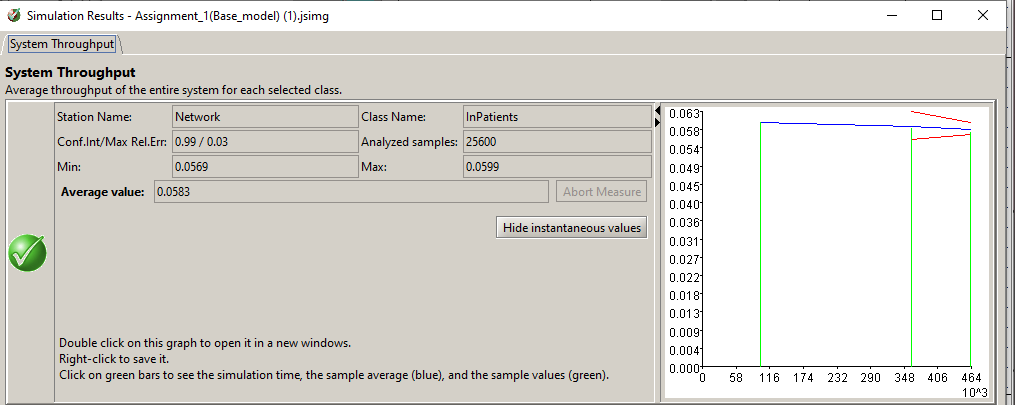 Simulation Results - Assignment_1(Base_model) (1).jsimg
System Throughput
System Throughput
Average throughput of the entire system for each selected class.
Station Name: Network Class Name: InPatients
Conf.Int/Max Rel.Err: 0.99 / 0.03 Analyzed samples: 25600
Min: 0.0569 Max: 0.0599
Average value: 0.0583 Abort Measure
Hide instantaneous values
Double click on this graph to open it in a new windows.
Right-click to save it.
Click on green bars to see the simulation time, the sample average (blue), and the sample values (green).
0.063
0.058
0.054
0.049
0.045
0.040
0.036
0.031
0.027
0.022
0.018
0.013
0.009
0.004
0.000
0 58 116 174 232 290 348 406 464
10^3